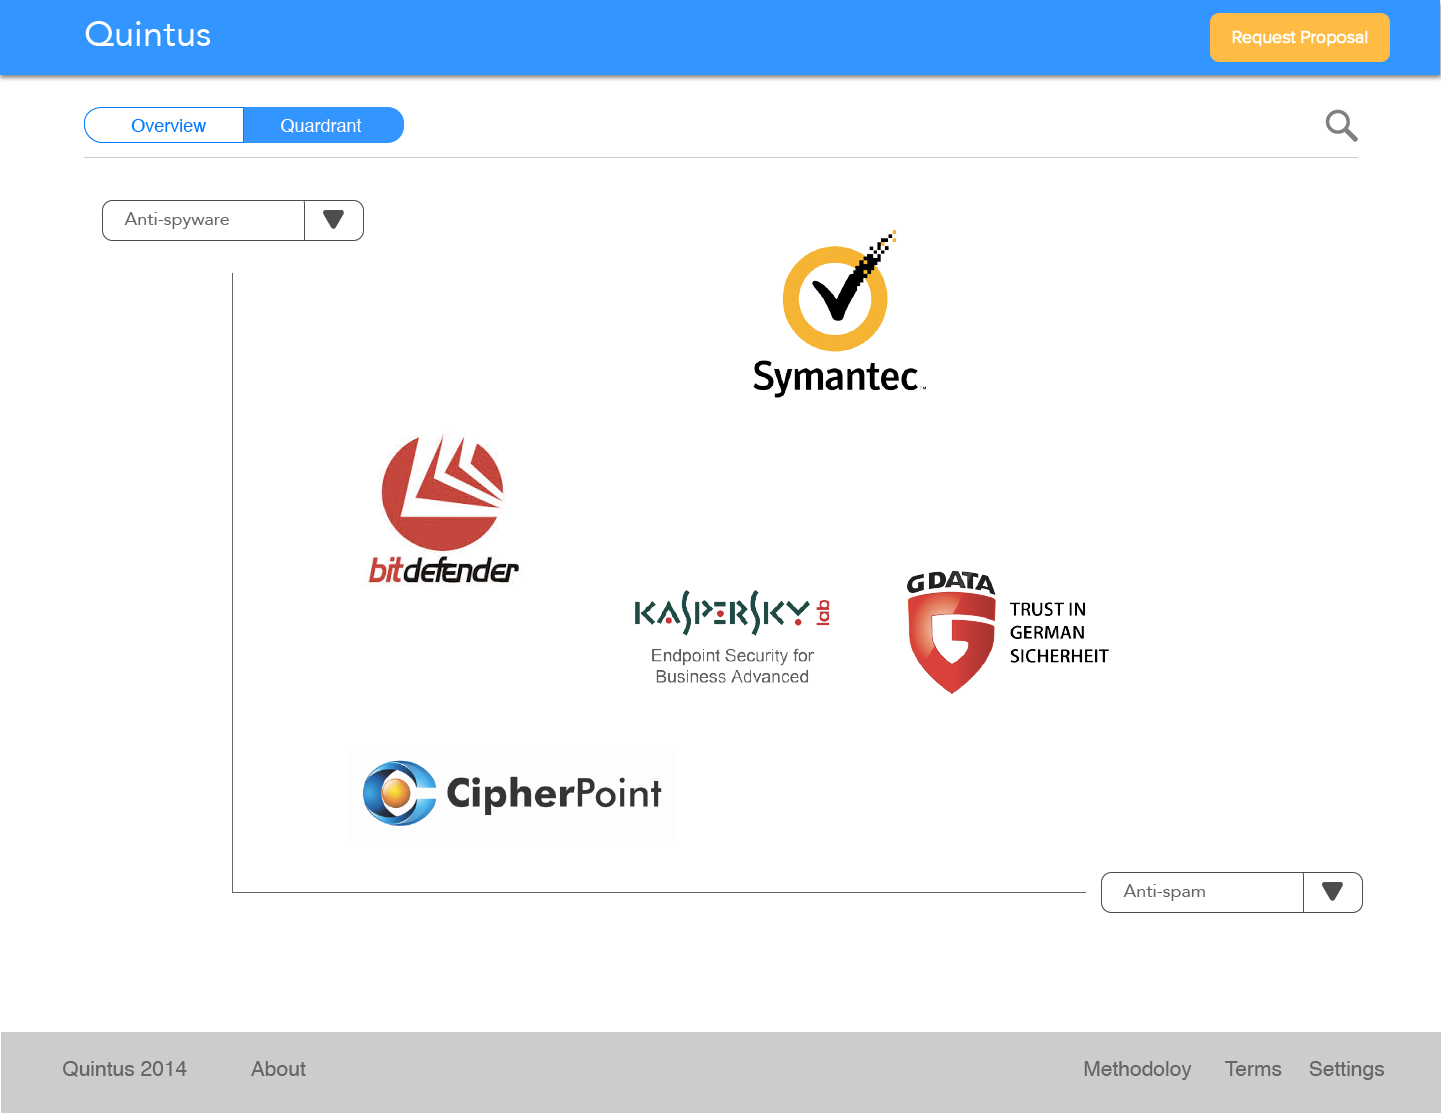 Quintus
Request Proposal
Overview
Quardrant
Anti-spyware
Symantec
bitdefender
KASPERSKY lab
Endpoint Security for
Business Advanced
G DATA
TRUST IN
GERMAN
SICHERHEIT
CipherPoint
Anti-spam
Quintus 2014
About
Methodoloy
Terms
Settings